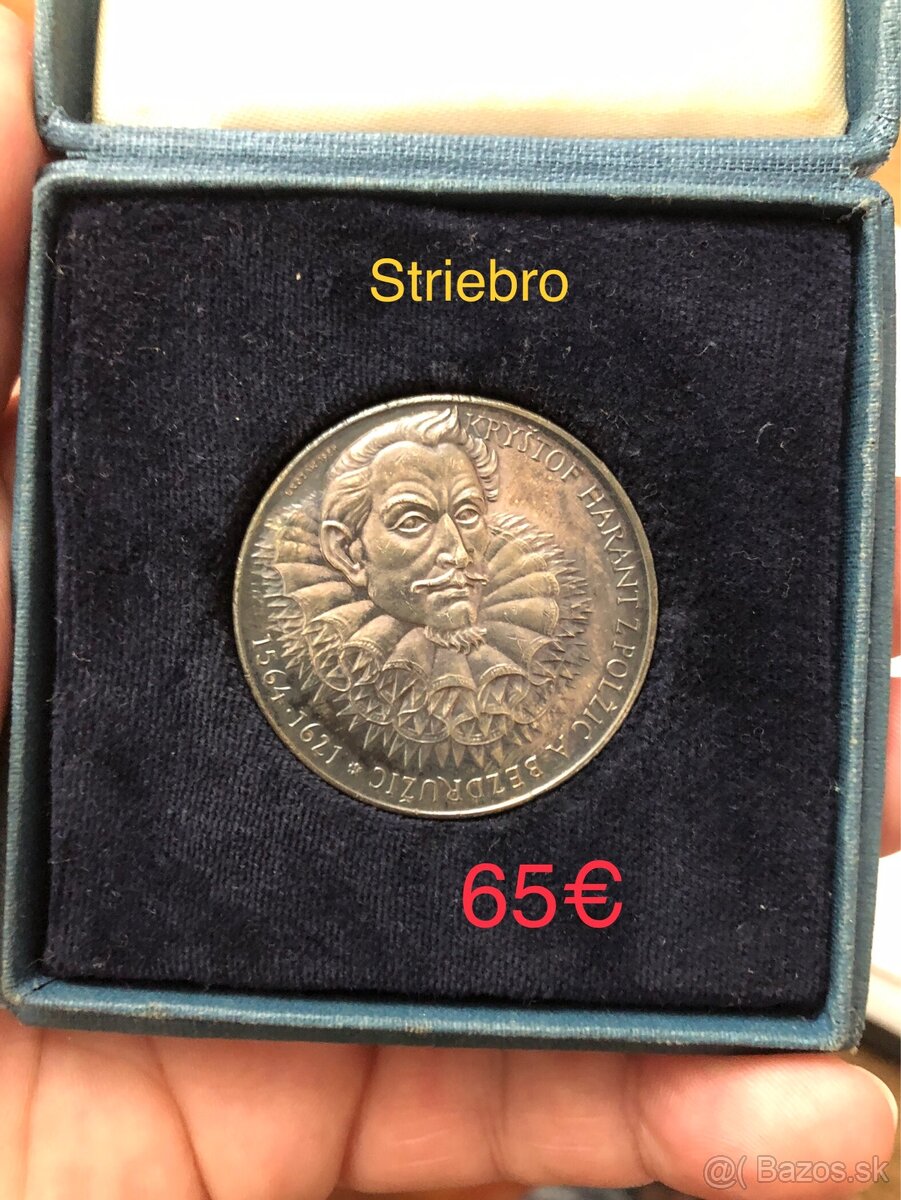 Striebro
KRYŠTOF HARANT Z POLŽIC A BEZDRUŽIC * 1564-1621
65€
@( Bazos.sk